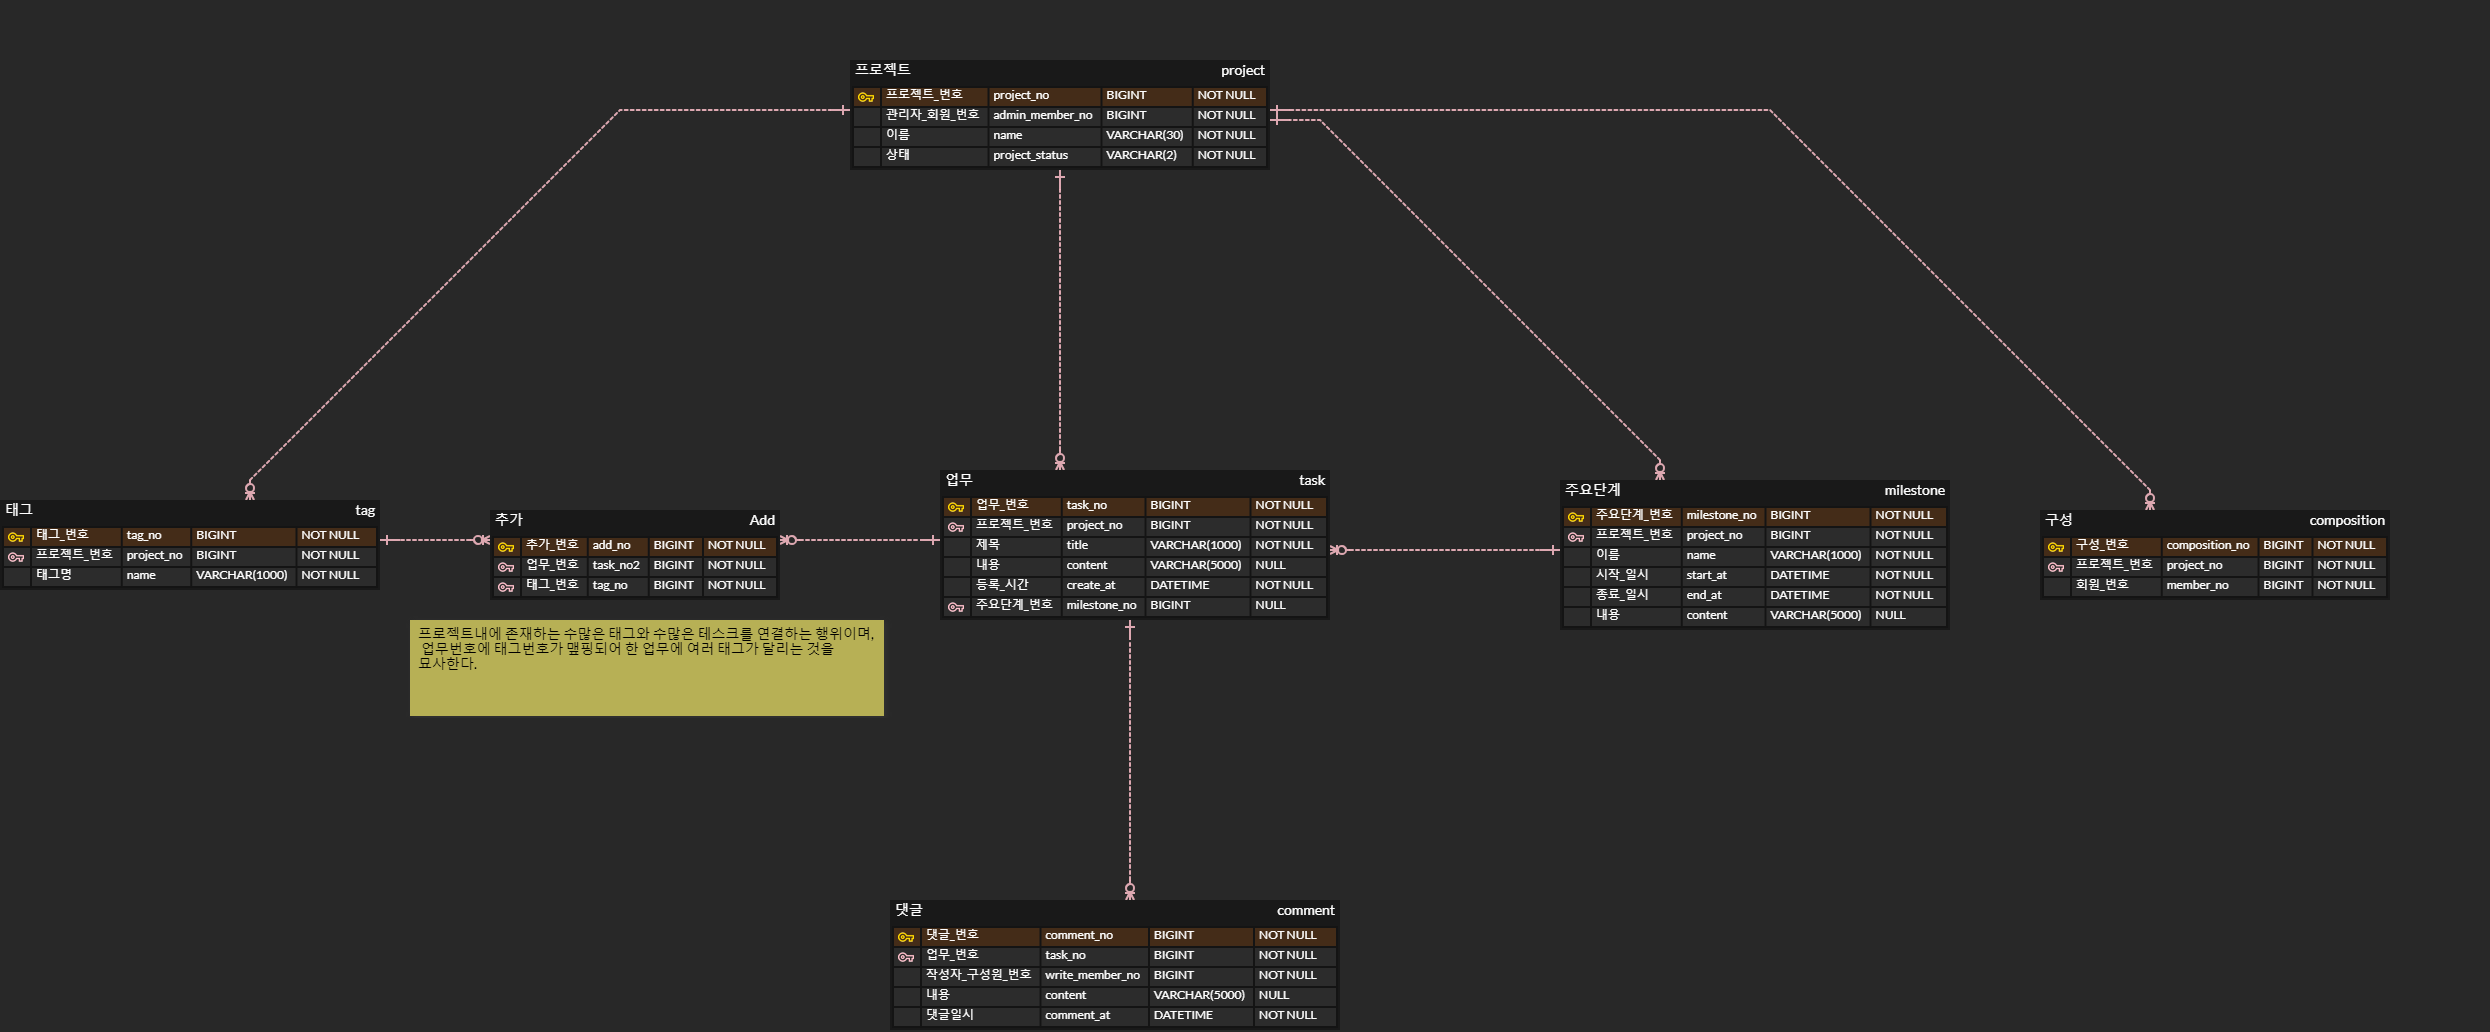 프로젝트 project
프로젝트_번호 project_no BIGINT NOT NULL
관리자_회원_번호 admin_member_no BIGINT NOT NULL
이름 name VARCHAR(30) NOT NULL
상태 project_status VARCHAR(2) NOT NULL
태그 tag
태그_번호 tag_no BIGINT NOT NULL
프로젝트_번호 project_no BIGINT NOT NULL
태그명 name VARCHAR(1000) NOT NULL
추가 Add
추가_번호 add_no BIGINT NOT NULL
업무_번호 task_no2 BIGINT NOT NULL
태그_번호 tag_no BIGINT NOT NULL
프로젝트내에 존재하는 수많은 태그와 수많은 테스크를 연결하는 행위이며,
업무번호에 태그번호가 맾핑되어 한 업무에 여러 태그가 달리는 것을
묘사한다.
업무 task
업무_번호 task_no BIGINT NOT NULL
프로젝트_번호 project_no BIGINT NOT NULL
제목 title VARCHAR(1000) NOT NULL
내용 content VARCHAR(5000) NULL
등록_시간 create_at DATETIME NOT NULL
주요단계_번호 milestone_no BIGINT NULL
주요단계 milestone
주요단계_번호 milestone_no BIGINT NOT NULL
프로젝트_번호 project_no BIGINT NOT NULL
이름 name VARCHAR(1000) NOT NULL
시작_일시 start_at DATETIME NOT NULL
종료_일시 end_at DATETIME NOT NULL
내용 content VARCHAR(5000) NULL
구성 composition
구성_번호 composition_no BIGINT NOT NULL
프로젝트_번호 project_no BIGINT NOT NULL
회원_번호 member_no BIGINT NOT NULL
댓글 comment
댓글_번호 comment_no BIGINT NOT NULL
업무_번호 task_no BIGINT NOT NULL
작성자_구성원_번호 write_member_no BIGINT NOT NULL
내용 content VARCHAR(5000) NULL
댓글일시 comment_at DATETIME NOT NULL